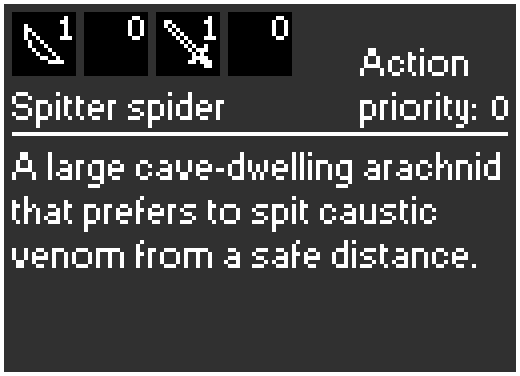 1 0 1 0
Action
Spitter spider priority: 0
A large cave-dwelling arachnid
that prefers to spit caustic
venom from a safe distance.